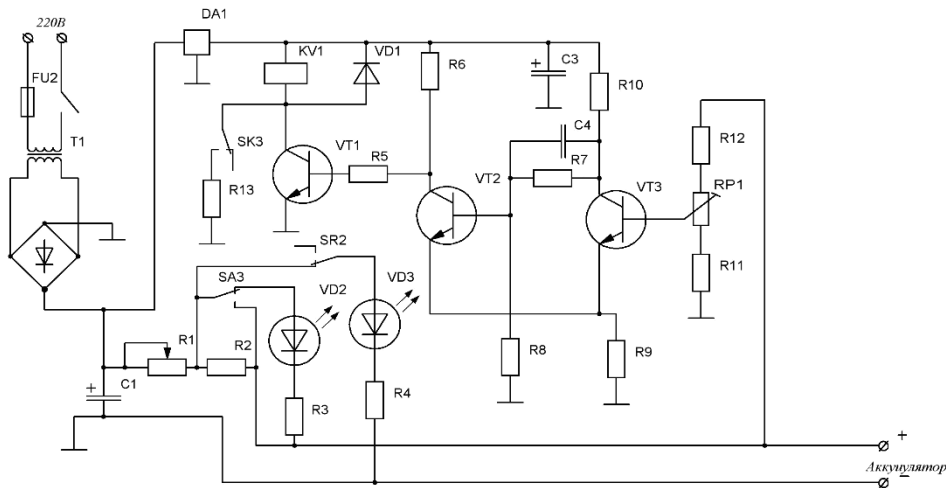 220В
DA1
FU2
KV1
VD1
C3
R6
R10
T1
C4
SK3
VT1
R5
R7
R12
R13
VT2
VT3
RP1
SR2
R11
SA3
VD2
VD3
R1
R2
R8
R9
C1
R3
R4
+
Аккумулятор
-